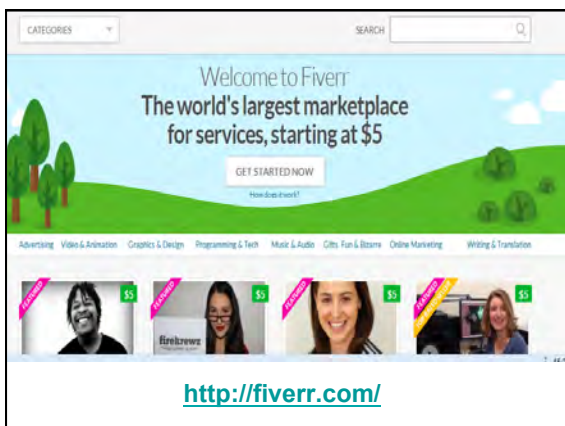 CATEGORIES
SEARCH
Welcome to Fiverr
The world's largest marketplace
for services, starting at $5
GET STARTED NOW
How does it work?
Advertising Video & Animation Graphics & Design Programming & Tech Music & Audio Gifts Fun & Bizarre Online Marketing Writing & Translation
FEATURED $5 FEATURED $5 FEATURED $5 FEATURED $5
firekrewz
http://fiverr.com/